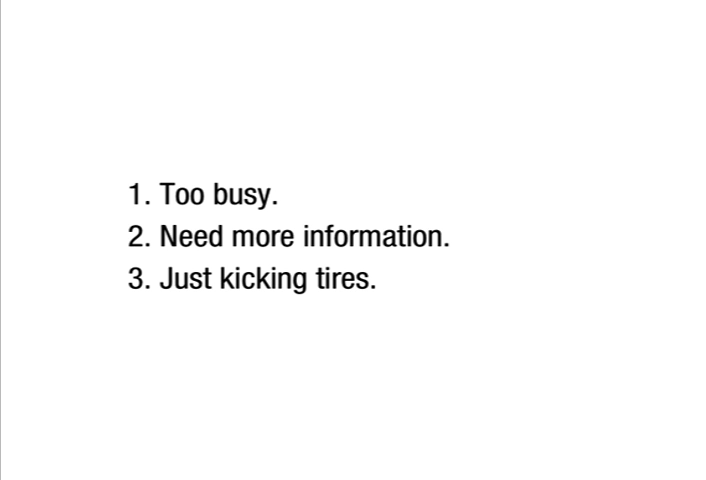 1. Too busy.
2. Need more information.
3. Just kicking tires.